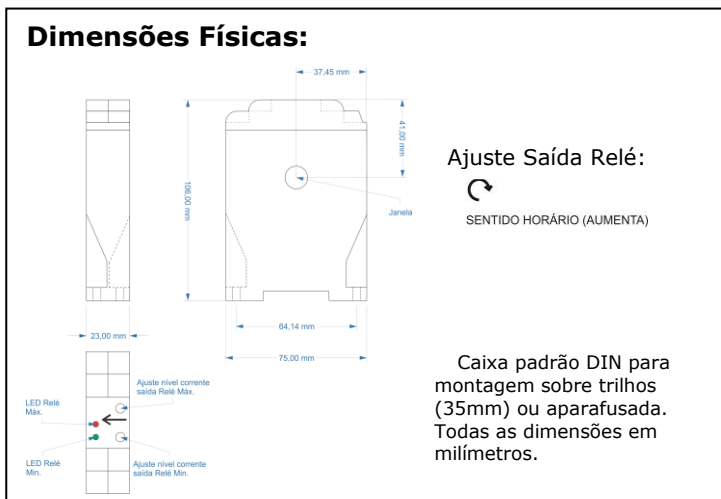 Dimensões Físicas:
37,45 mm
41,00 mm
106,00 mm
Janela
Ajuste Saída Relé:
SENTIDO HORÁRIO (AUMENTA)
23,00 mm
64,14 mm
75,00 mm
Ajuste nível corrente
saída Relé Máx.
LED Relé
Máx.
LED Relé
Min.
Ajuste nível corrente
saída Relé Min.
Caixa padrão DIN para
montagem sobre trilhos
(35mm) ou aparafusada.
Todas as dimensões em
milímetros.